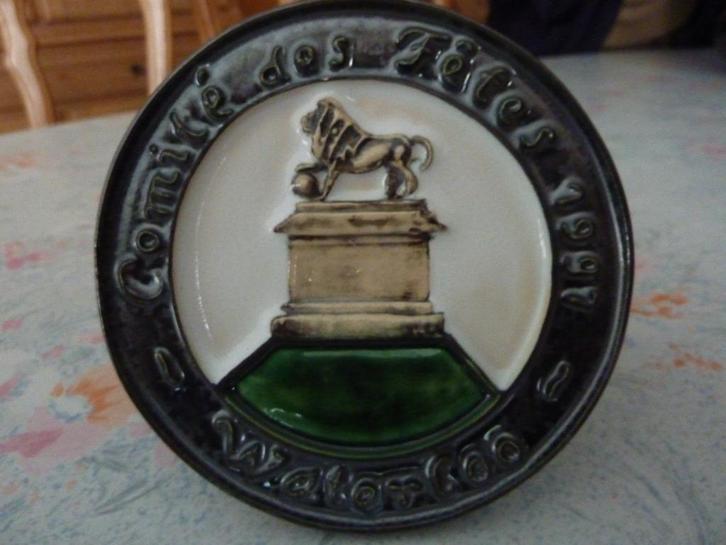 Comité des Fêtes 1997
Waterloo